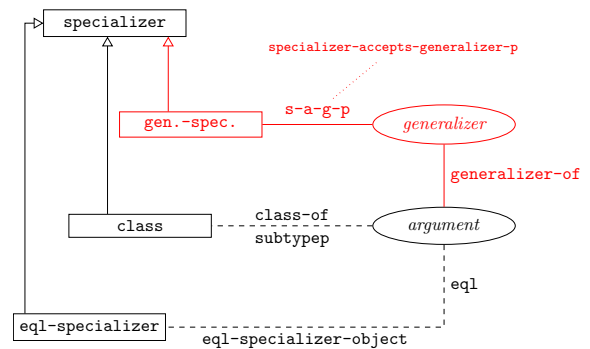 specializer
specializer-accepts-generalizer-p
s-a-g-p
gen.-spec.
generalizer
generalizer-of
class-of
class
argument
subtypep
eql
eql-specializer
eql-specializer-object